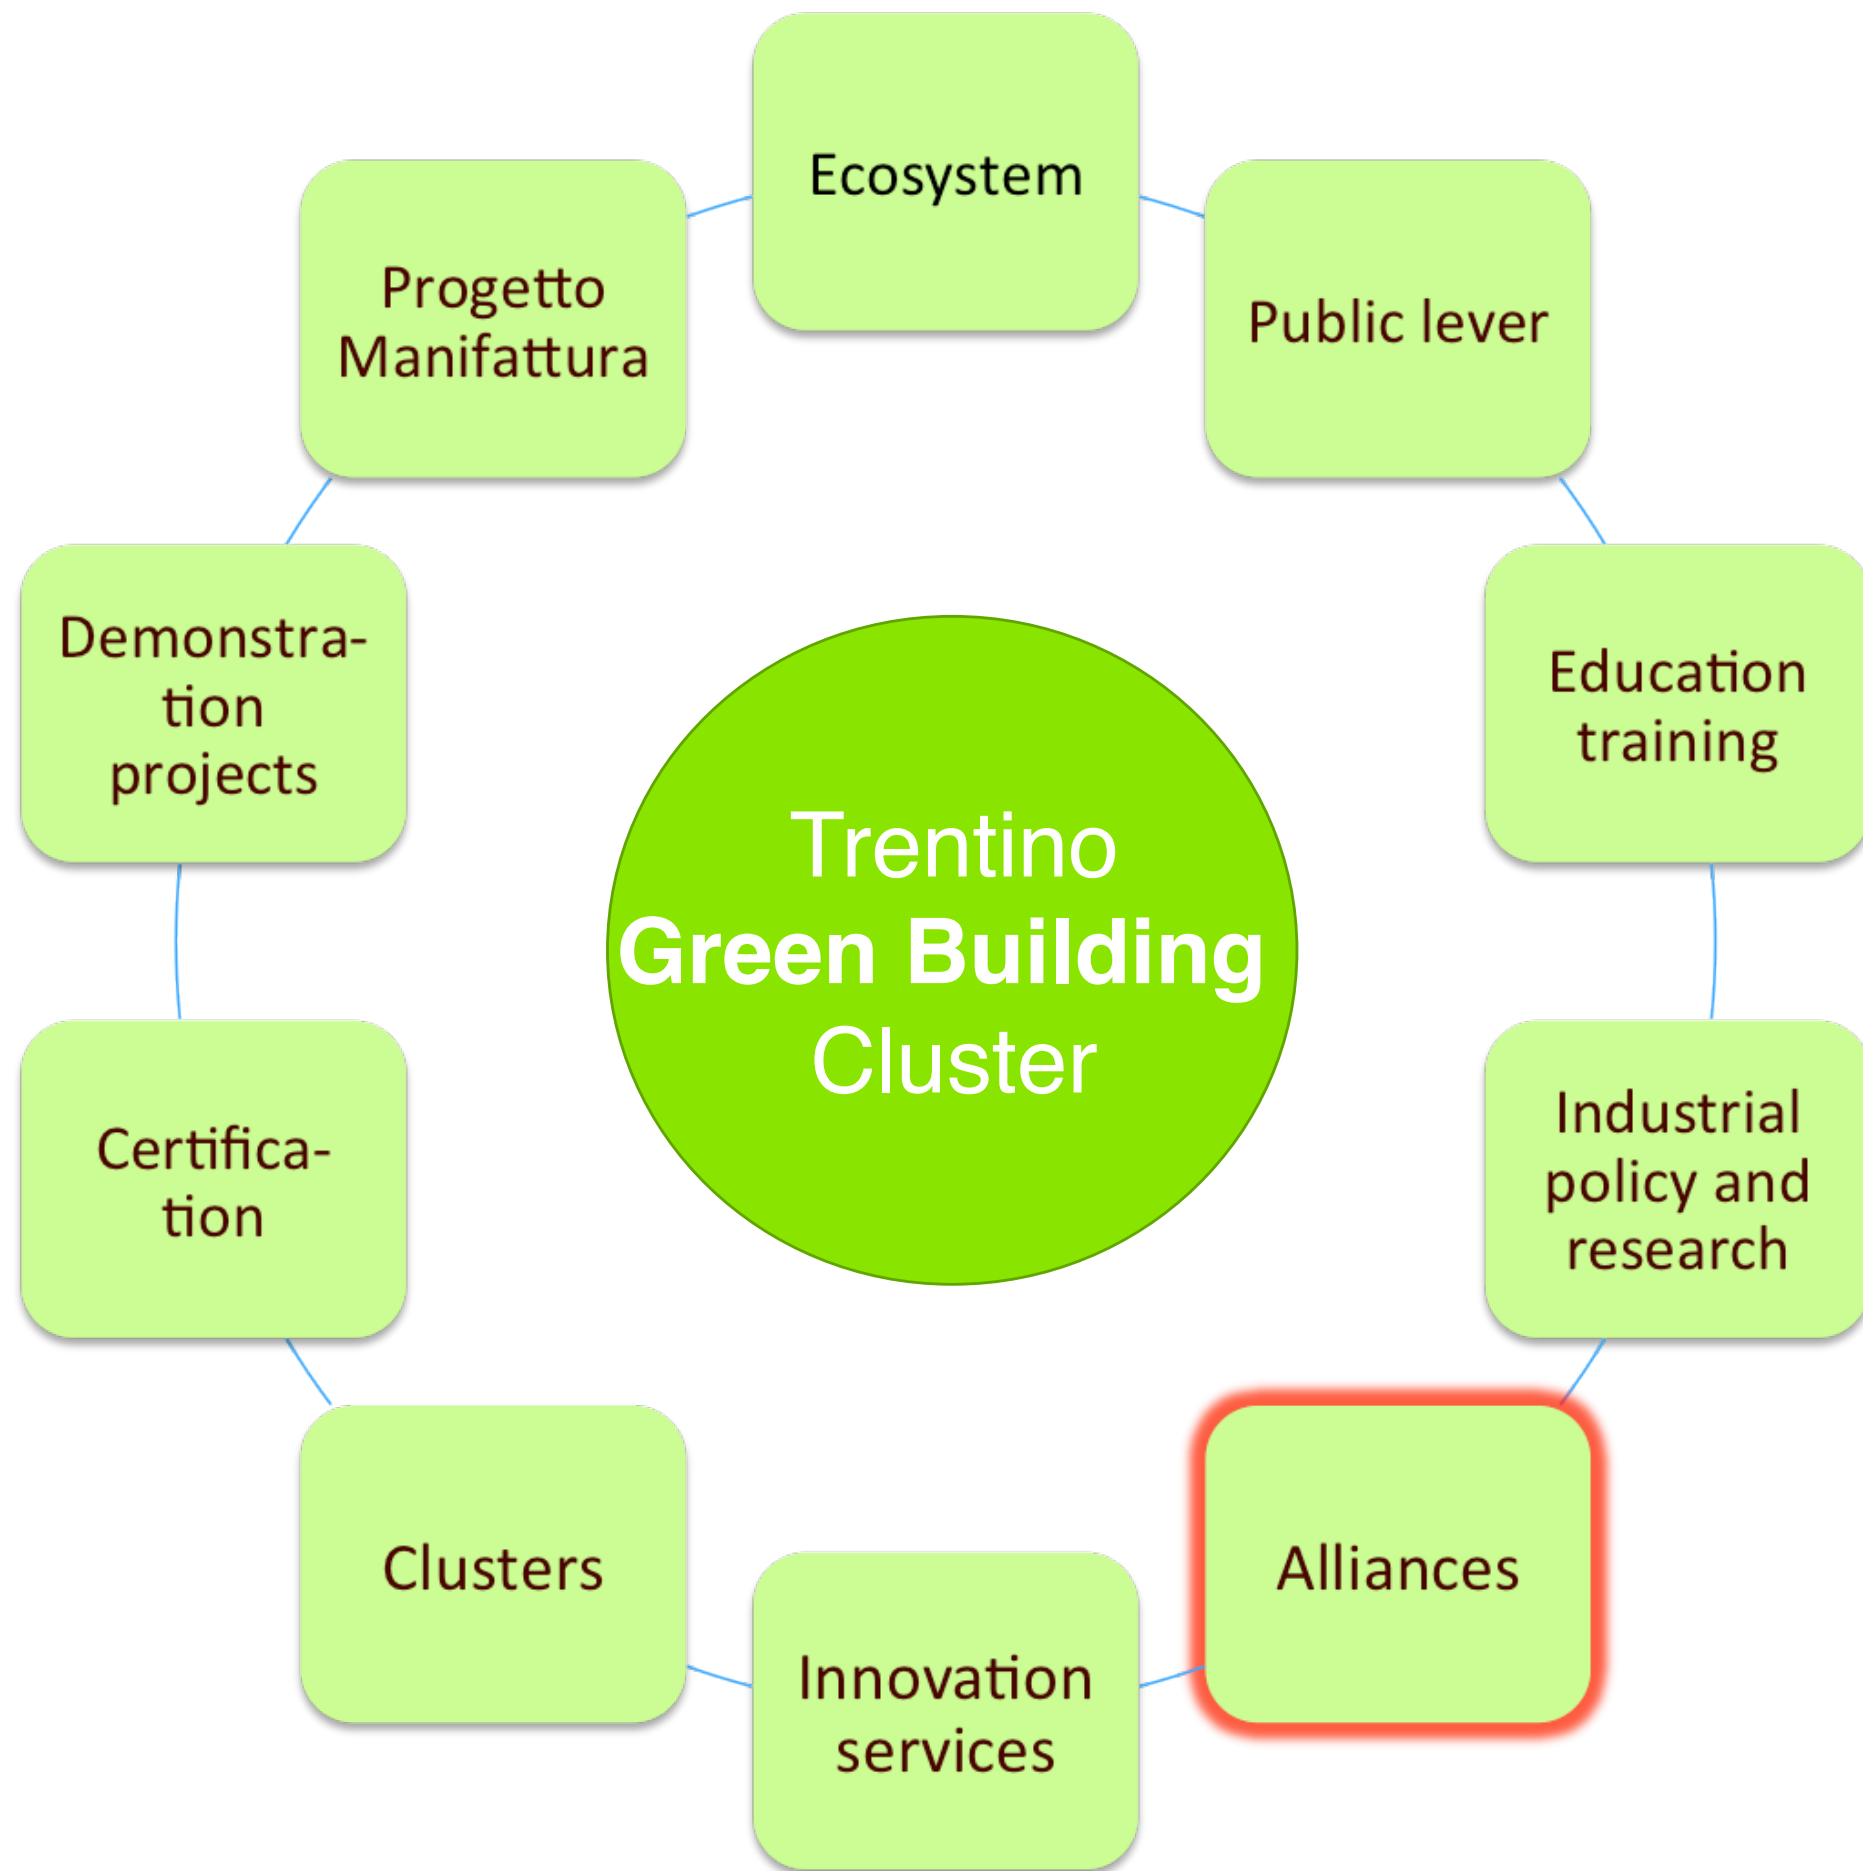 Ecosystem
Public lever
Education
training
Industrial
policy and
research
Alliances
Innovation
services
Clusters
Certifica-
tion
Demonstra-
tion
projects
Progetto
Manifattura
Trentino
Green Building
Cluster